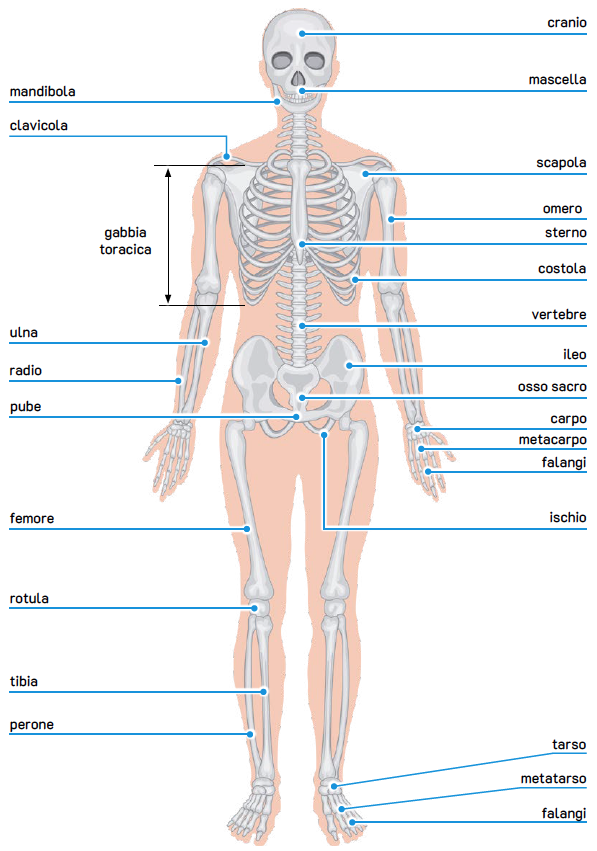 cranio
mascella
mandibola
clavicola
scapola
omero
sterno
gabbia
toracica
costola
vertebre
ulna
ileo
radio
osso sacro
pube
carpo
metacarpo
falangi
femore
ischio
rotula
tibia
perone
tarso
metatarso
falangi